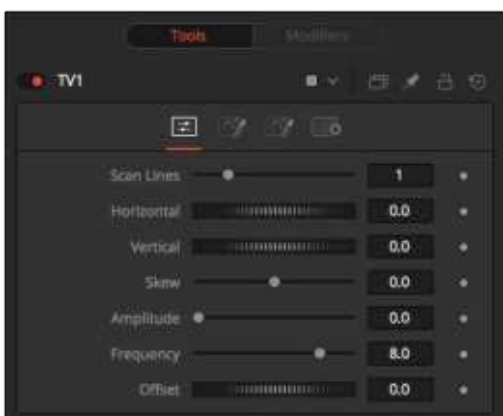 Tools Modifiers
TV1
Scan Lines 1
Horizontal 0.0
Vertical 0.0
Skew 0.0
Amplitude 0.0
Frequency 8.0
Offset 0.0